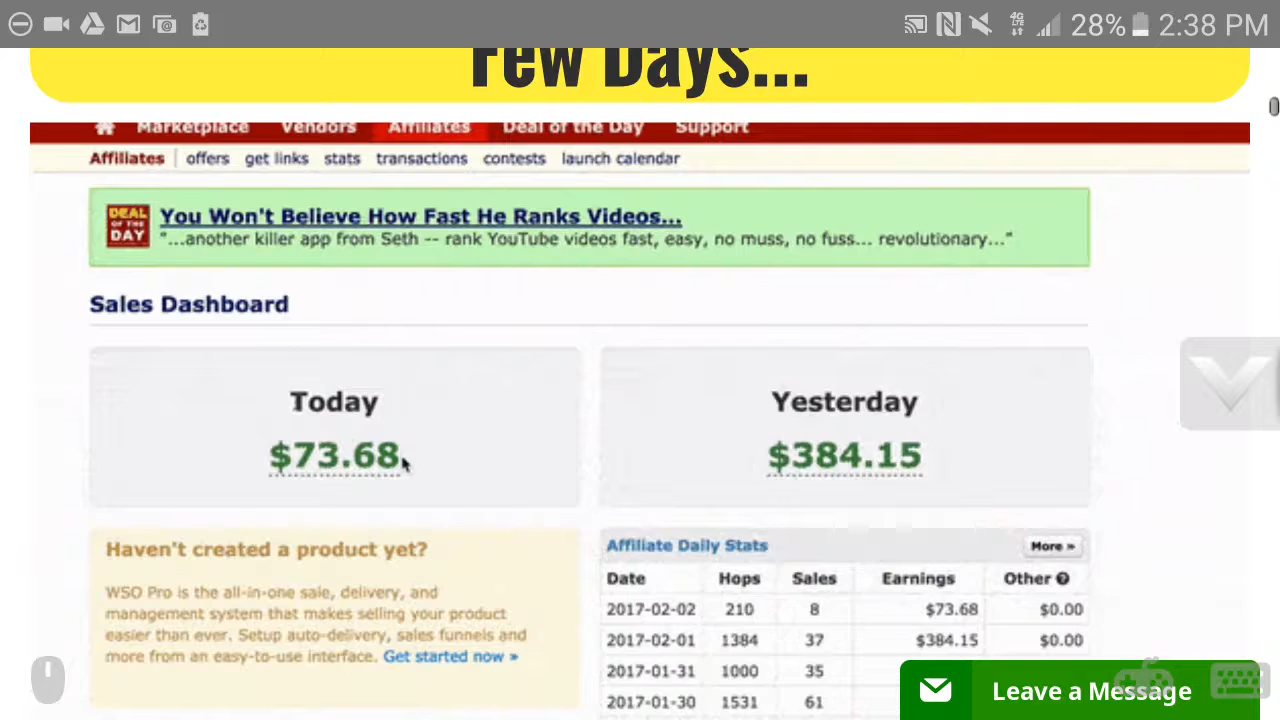 28% 2:38 PM
Few Days...
Marketplace Vendors Affiliates Deal of the Day Support
Affiliates offers get links stats transactions contests launch calendar
DEAL OF THE DAY
You Won't Believe How Fast He Ranks Videos...
"...another killer app from Seth -- rank YouTube videos fast, easy, no muss, no fuss... revolutionary..."
Sales Dashboard
Today
$73.68
Yesterday
$384.15
Haven't created a product yet?
WSO Pro is the all-in-one sale, delivery, and
management system that makes selling your product
easier than ever. Setup auto-delivery, sales funnels and
more from an easy-to-use interface. Get started now »
Affiliate Daily Stats More »
Date Hops Sales Earnings Other ?
2017-02-02 210 8 $73.68 $0.00
2017-02-01 1384 37 $384.15 $0.00
2017-01-31 1000 35
2017-01-30 1531 61
Leave a Message